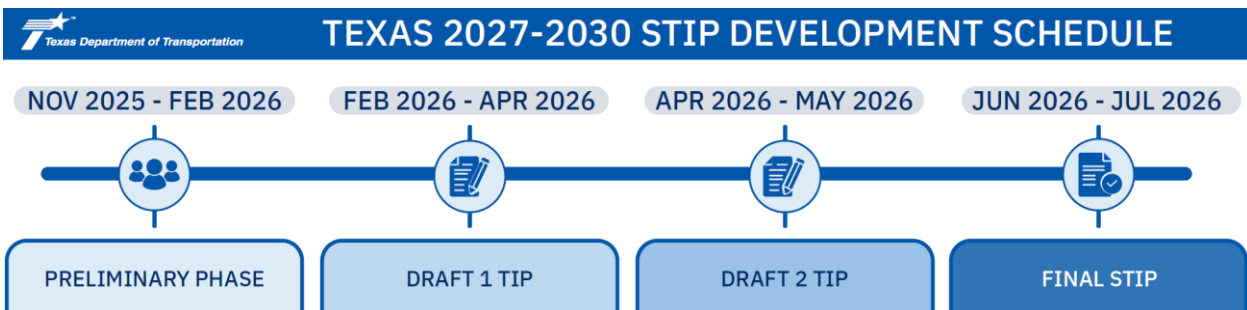 Texas Department of Transportation
TEXAS 2027-2030 STIP DEVELOPMENT SCHEDULE
NOV 2025 - FEB 2026
FEB 2026 - APR 2026
APR 2026 - MAY 2026
JUN 2026 - JUL 2026
PRELIMINARY PHASE
DRAFT 1 TIP
DRAFT 2 TIP
FINAL STIP